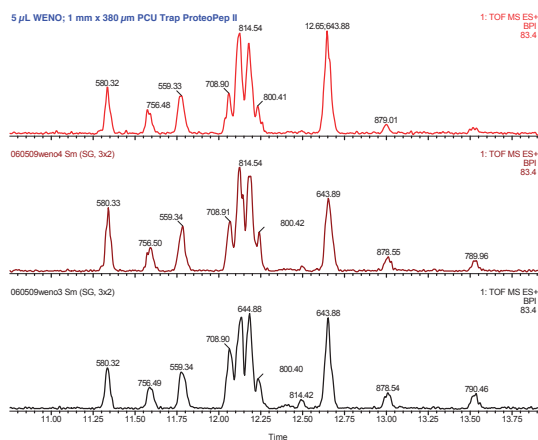 5 µL WENO; 1 mm x 380 µm PCU Trap ProteoPep II
1: TOF MS ES+
BPI
83.4
814.54
12.65;643.88
580.32
559.33
708.90
756.48
800.41
879.01
060509weno4 Sm (SG, 3x2)
1: TOF MS ES+
BPI
83.4
814.54
580.33
643.89
708.91
559.34
800.42
756.50
878.55
789.96
060509weno3 Sm (SG, 3x2)
1: TOF MS ES+
BPI
83.4
644.88
643.88
708.90
580.32
559.34
800.40
756.49
814.42
878.54
790.46
11.00 11.25 11.50 11.75 12.00 12.25 12.50 12.75 13.00 13.25 13.50 13.75
Time